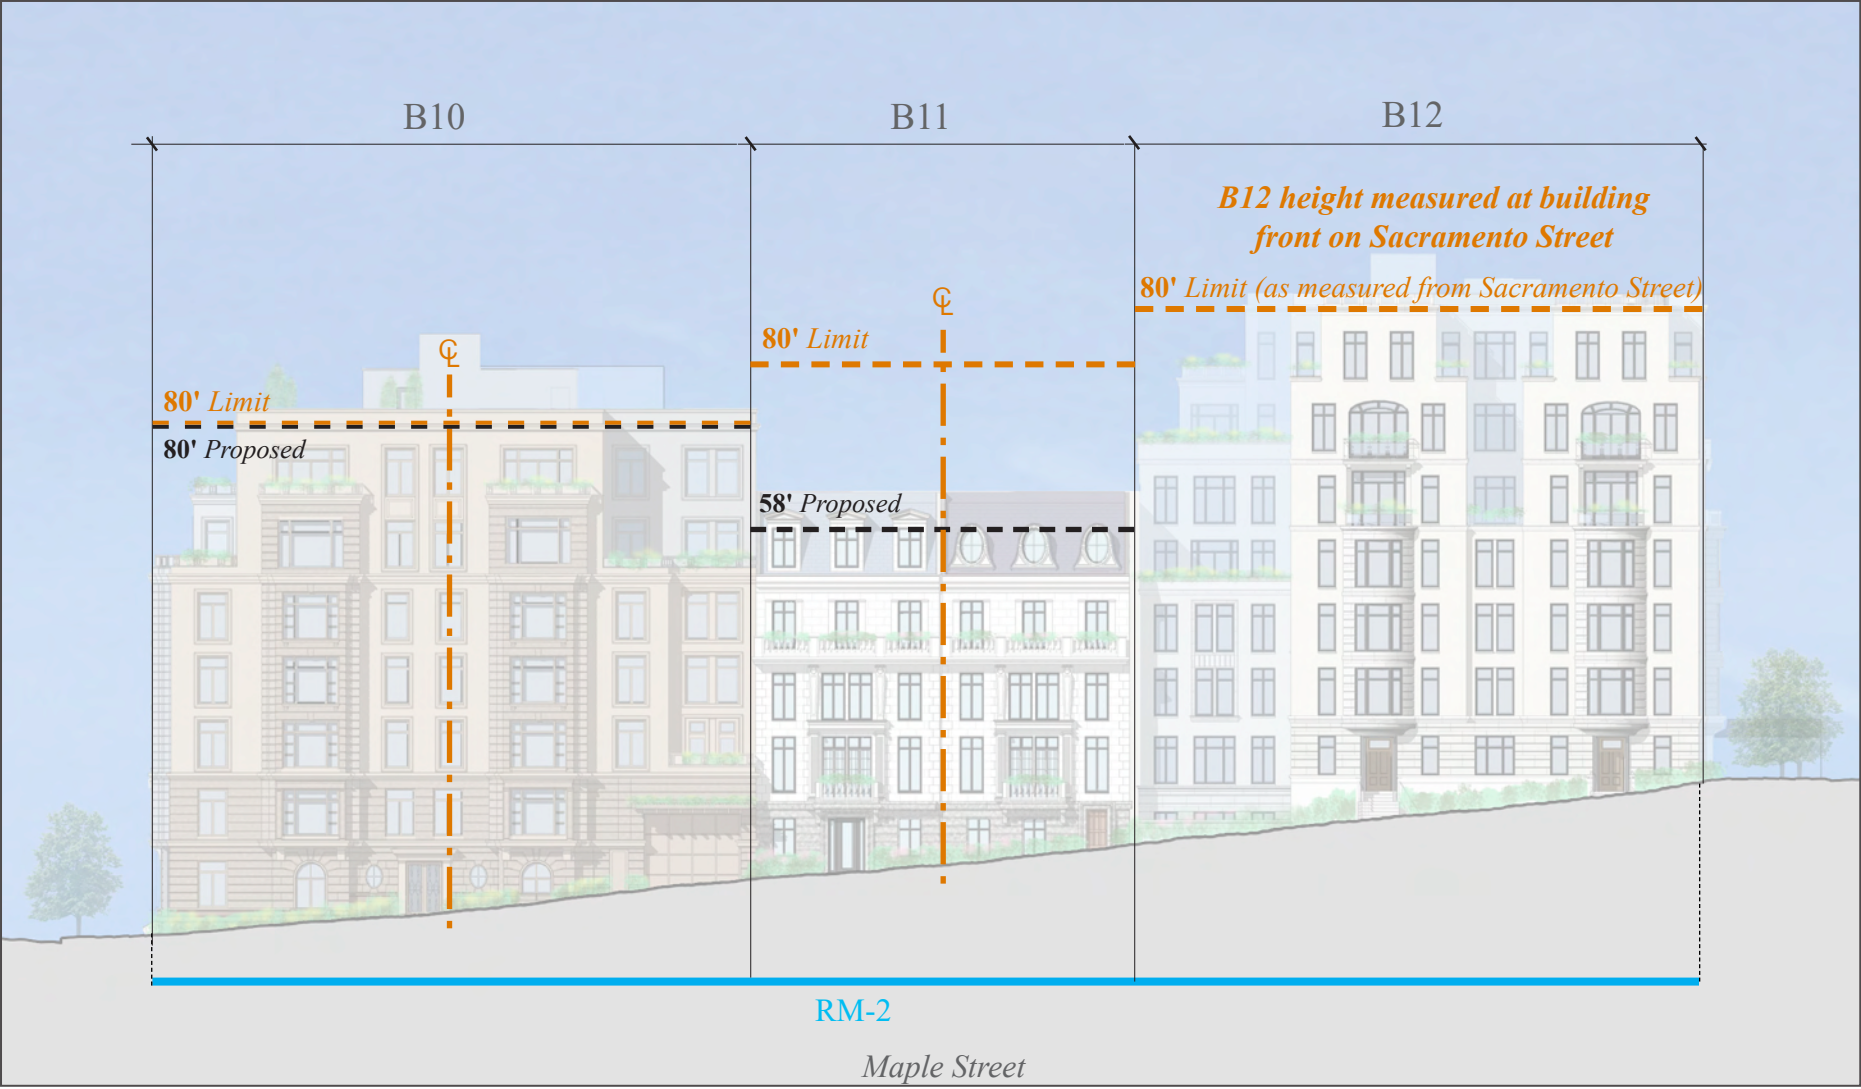 B10
B11
B12
B12 height measured at building
front on Sacramento Street
80' Limit (as measured from Sacramento Street)
℄
80' Limit
℄
80' Limit
80' Proposed
58' Proposed
RM-2
Maple Street